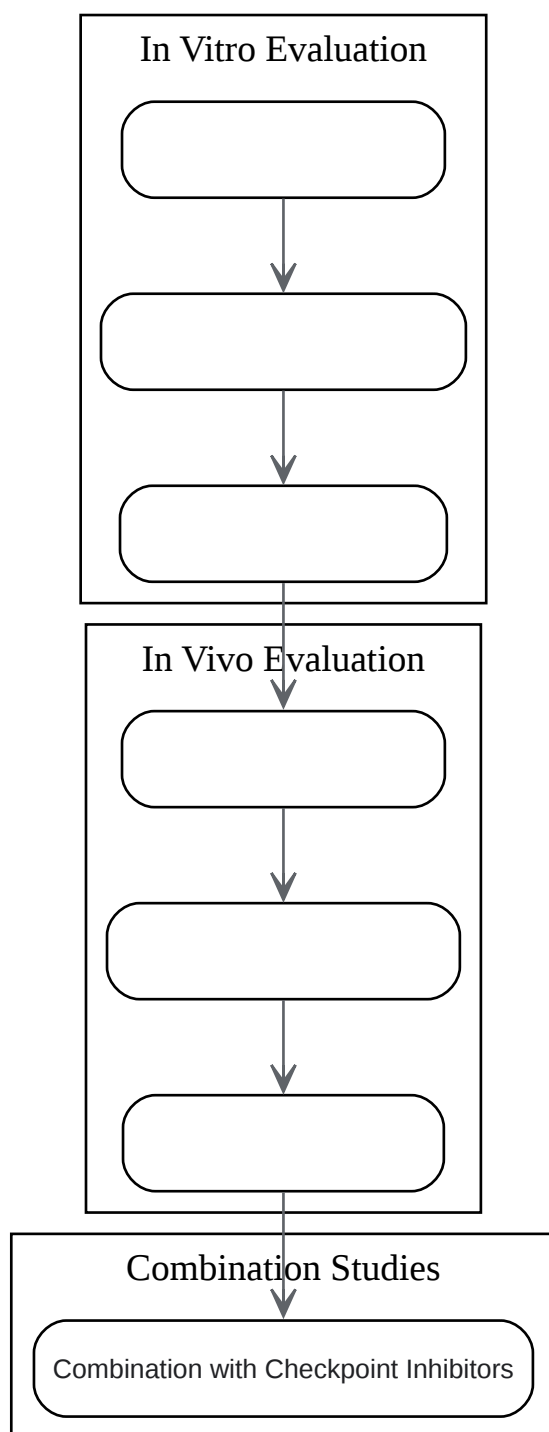 In Vitro Evaluation
In Vivo Evaluation
Combination Studies
Combination with Checkpoint Inhibitors